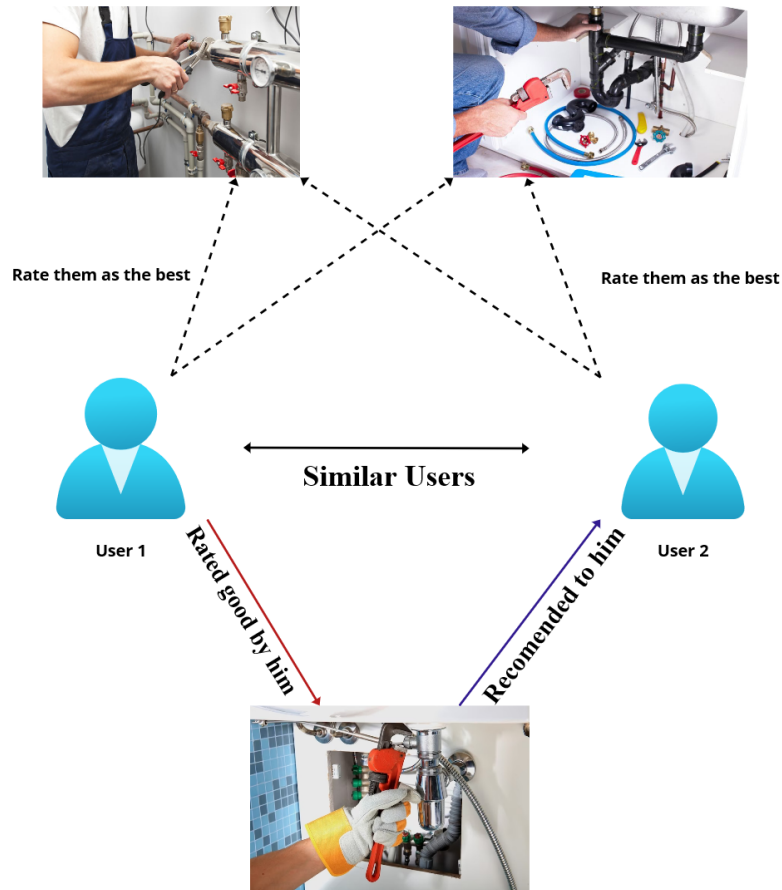 Rate them as the best
Rate them as the best
Similar Users
User 1
User 2
Rated good by him
Recomended to him